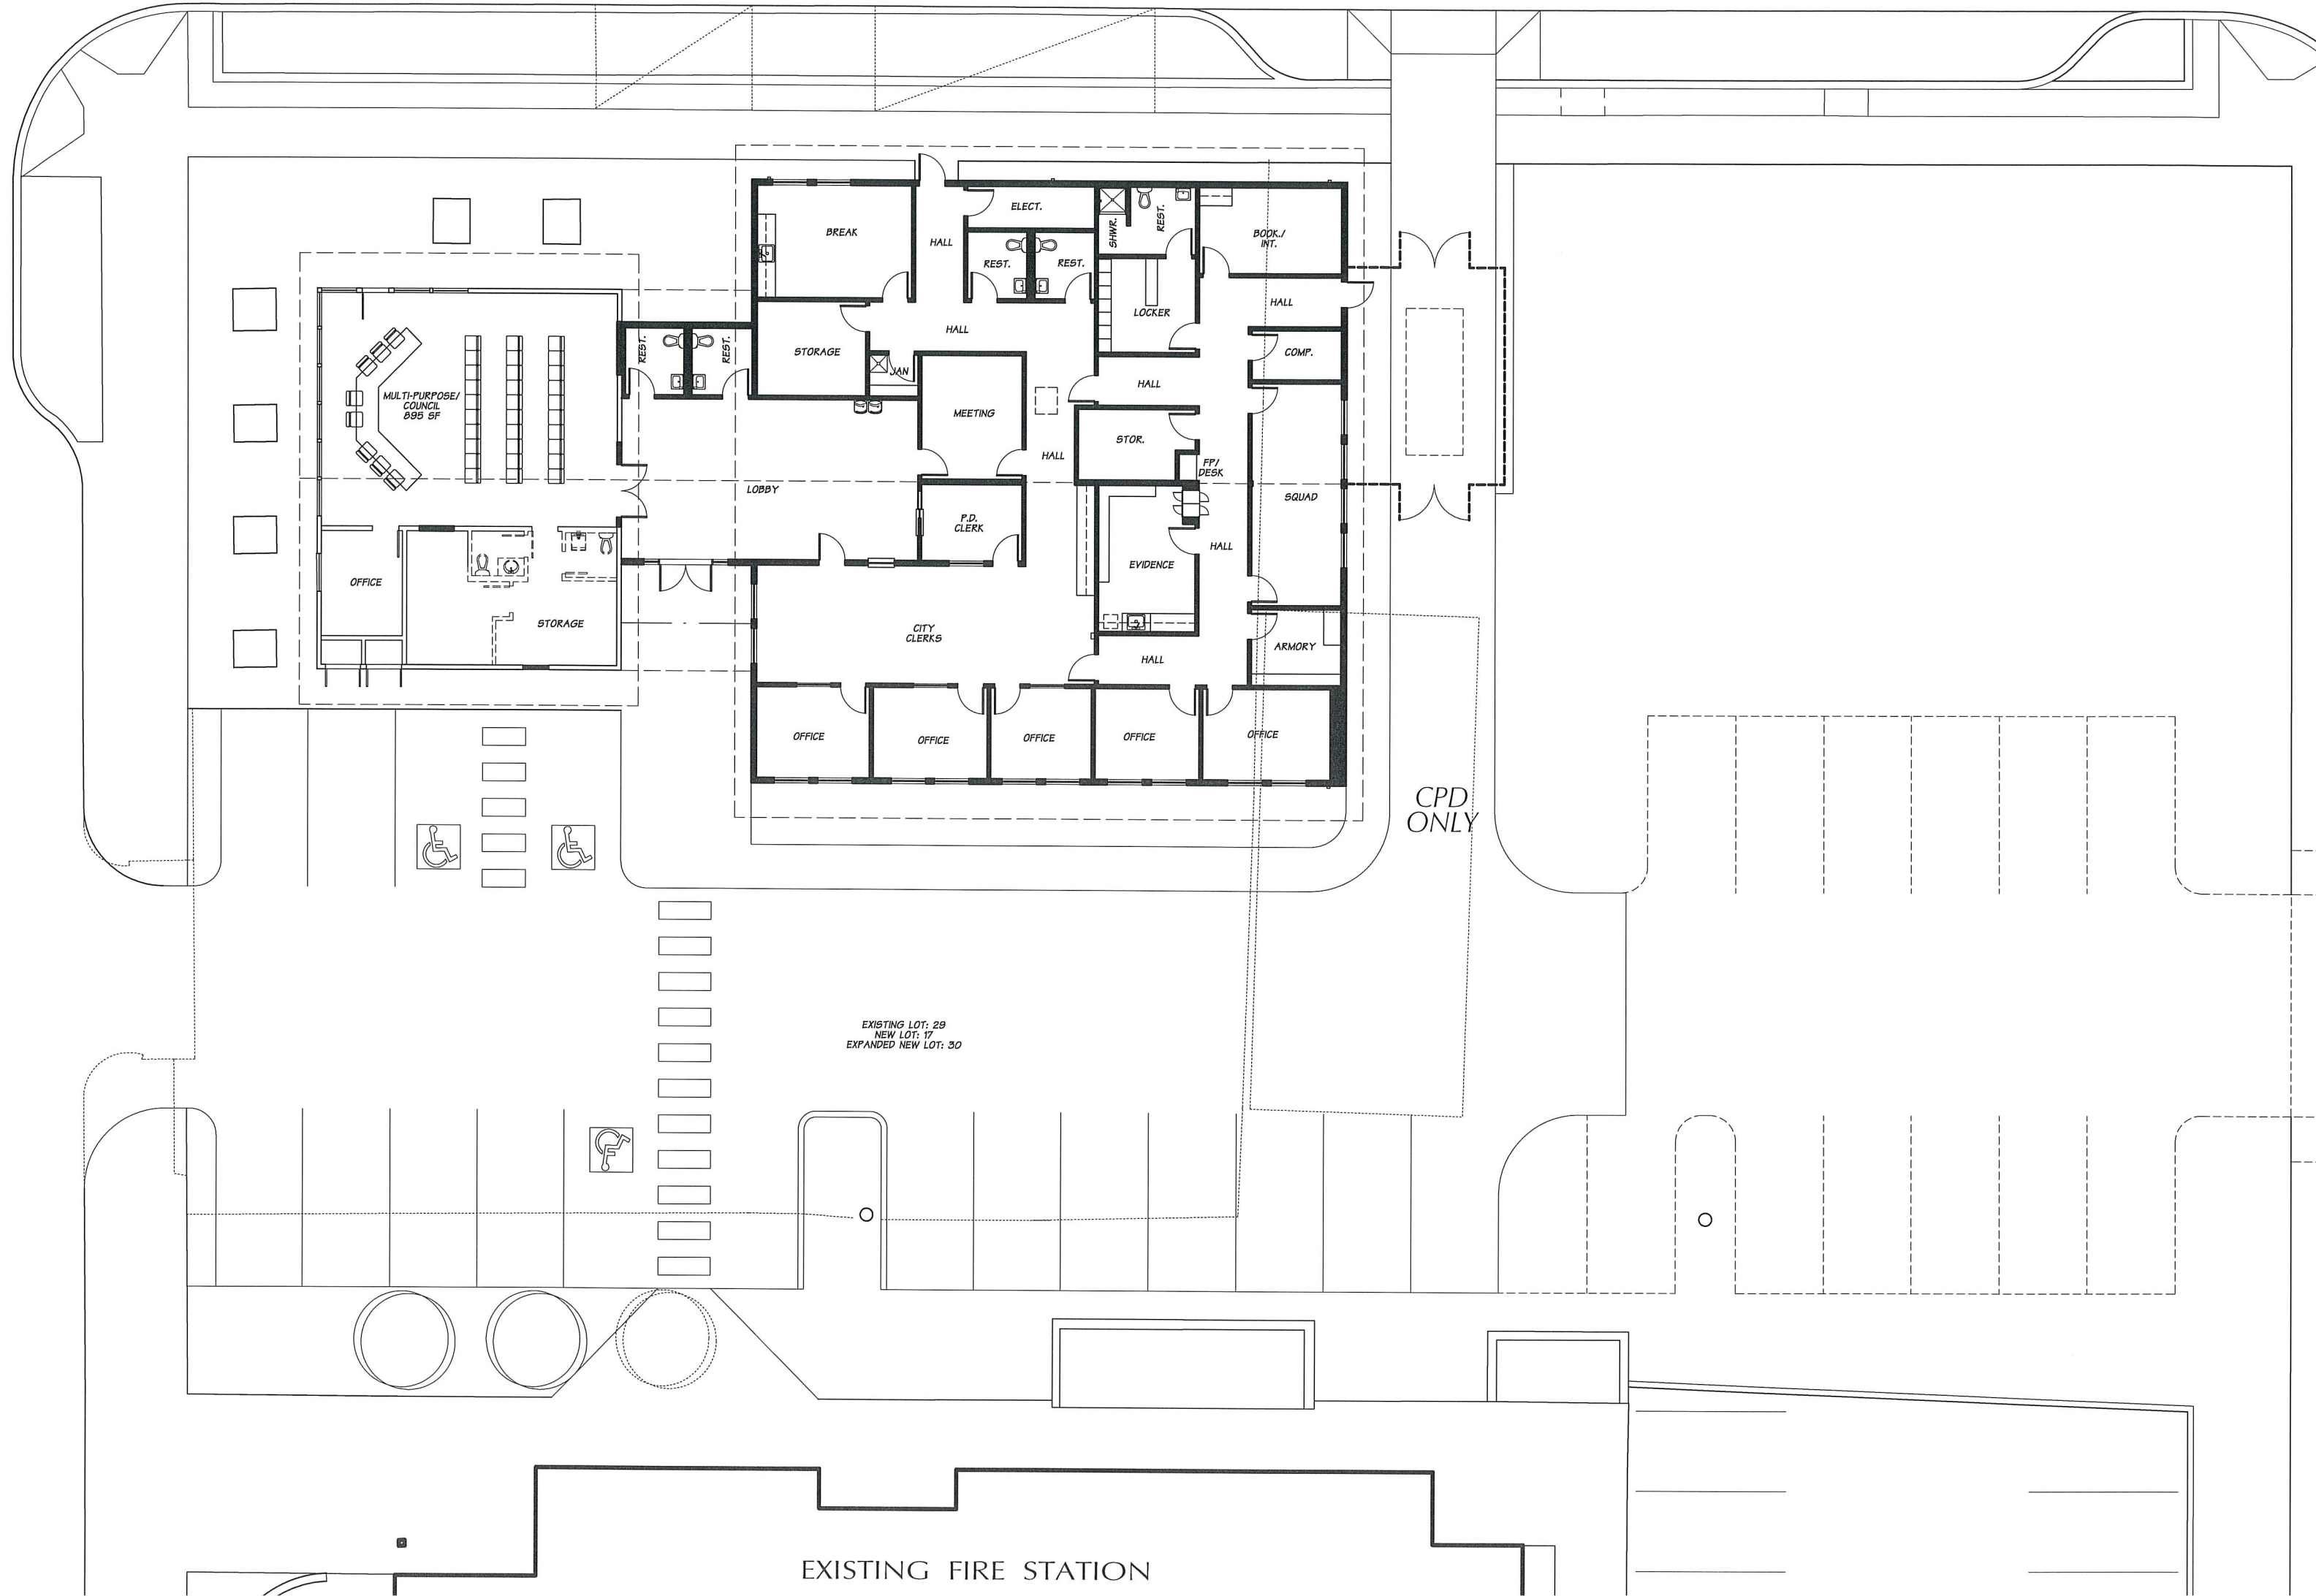 ELECT.
BREAK
HALL
SHWR.
REST.
BOOK./
INT.
REST.
REST.
HALL
LOCKER
HALL
STORAGE
REST.
REST.
JAN
COMP.
MULTI-PURPOSE/
COUNCIL
895 SF
HALL
MEETING
STOR.
HALL
FP/
DESK
LOBBY
SQUAD
P.D.
CLERK
HALL
EVIDENCE
OFFICE
STORAGE
CITY
CLERKS
ARMORY
HALL
OFFICE
OFFICE
OFFICE
OFFICE
OFFICE
CPD
ONLY
EXISTING LOT: 29
NEW LOT: 17
EXPANDED NEW LOT: 30
EXISTING FIRE STATION